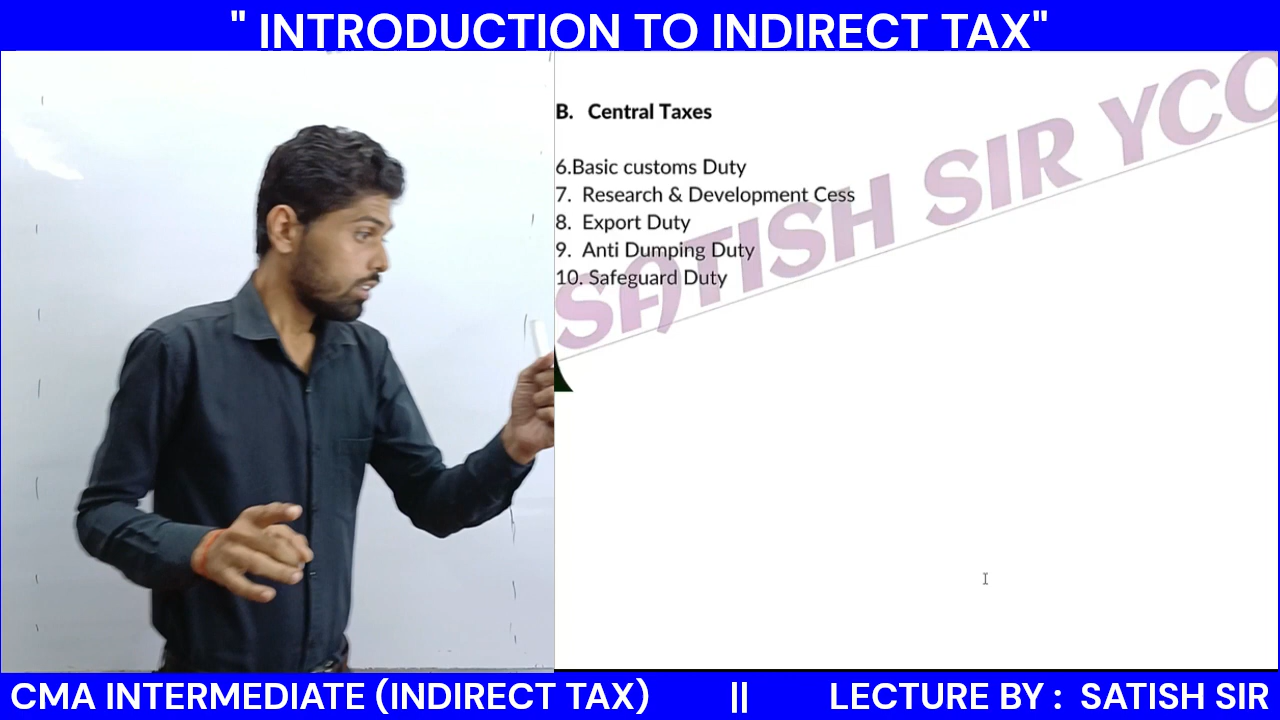 " INTRODUCTION TO INDIRECT TAX"
B. Central Taxes
6.Basic customs Duty
7. Research & Development Cess
8. Export Duty
9. Anti Dumping Duty
10. Safeguard Duty
SATISH SIR YCO
CMA INTERMEDIATE (INDIRECT TAX) || LECTURE BY : SATISH SIR